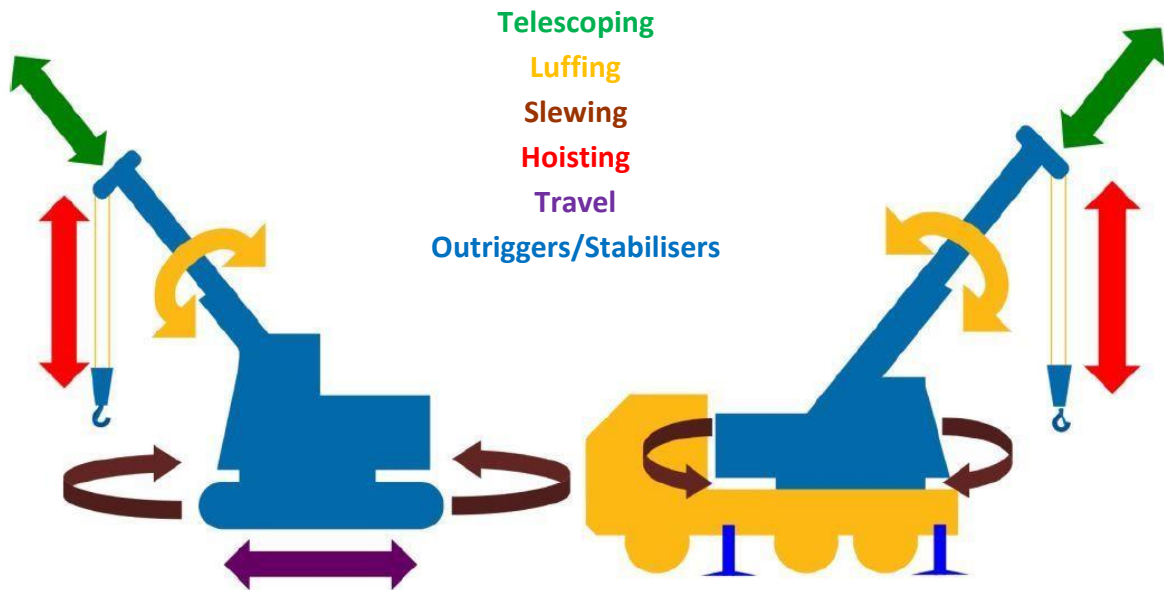 Telescoping
Luffing
Slewing
Hoisting
Travel
Outriggers/Stabilisers